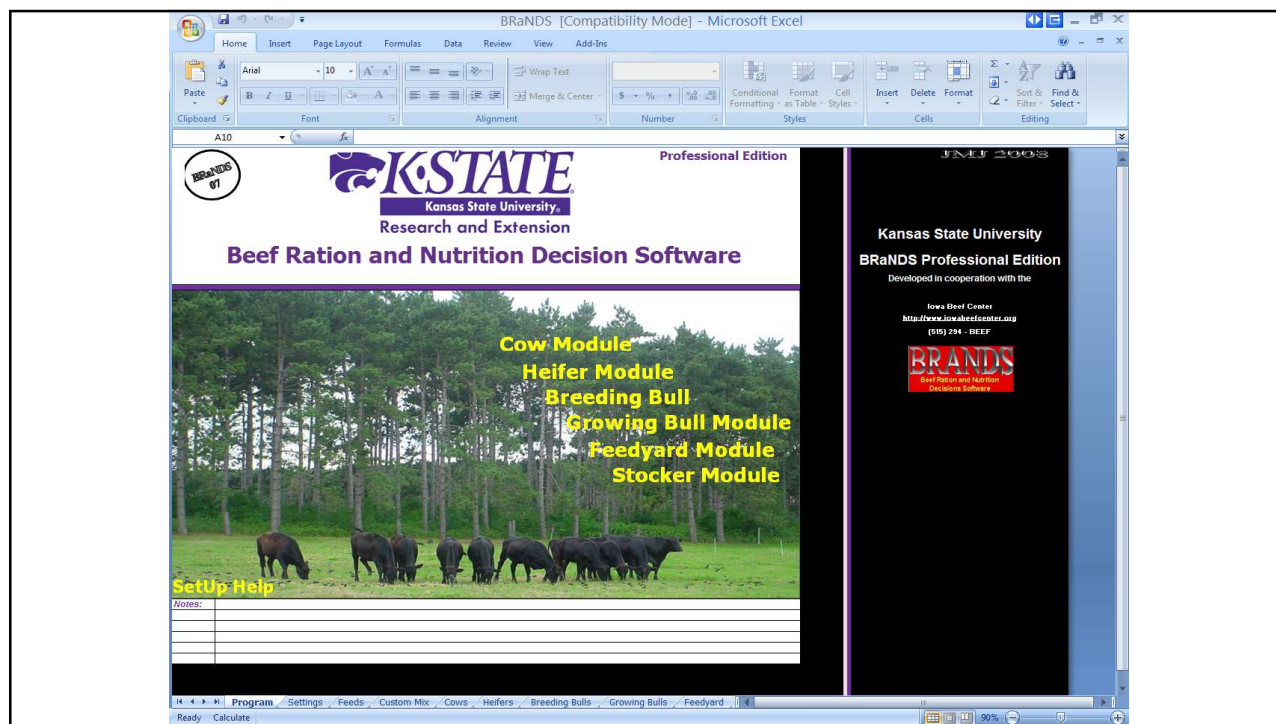 BRaNDS [Compatibility Mode] - Microsoft Excel
Home Insert Page Layout Formulas Data Review View Add-Ins
Paste
Arial 10 A A
B I U A
Wrap Text
Merge & Center
$ % ,
Conditional Formatting
Format as Table
Cell Styles
Insert Delete Format
Sort & Filter
Find & Select
Clipboard Font Alignment Number Styles Cells Editing
A10 fx
BRaNDS
07
K-STATE
Kansas State University®
Research and Extension
Professional Edition
Beef Ration and Nutrition Decision Software
Cow Module
Heifer Module
Breeding Bull
Growing Bull Module
Feedyard Module
Stocker Module
SetUp Help
Notes:
JMJ 2008
Kansas State University
BRaNDS Professional Edition
Developed in cooperation with the
Iowa Beef Center
http://www.iowabeefcenter.org
(515) 294 - BEEF
BRANDS
Beef Ration and Nutrition
Decisions Software
Program Settings Feeds Custom Mix Cows Heifers Breeding Bulls Growing Bulls Feedyard
Ready Calculate 90%